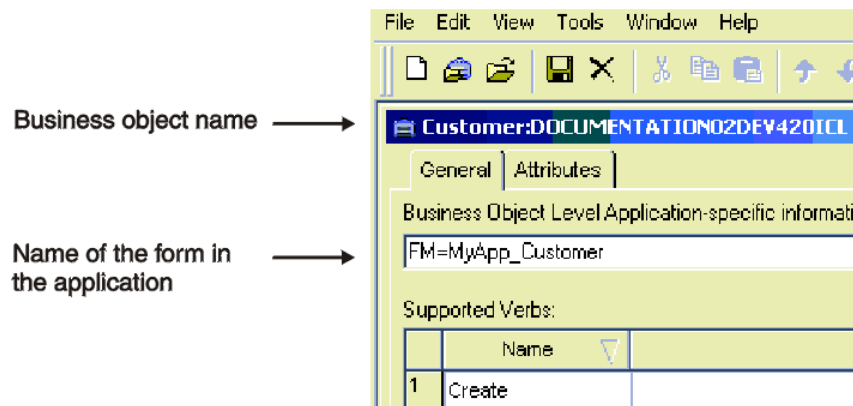 File Edit View Tools Window Help
Business object name
Customer:DOCUMENTATION02DEV420ICL
General Attributes
Business Object Level Application-specific informati
Name of the form in
the application
FM=MyApp_Customer
Supported Verbs:
Name
1 Create